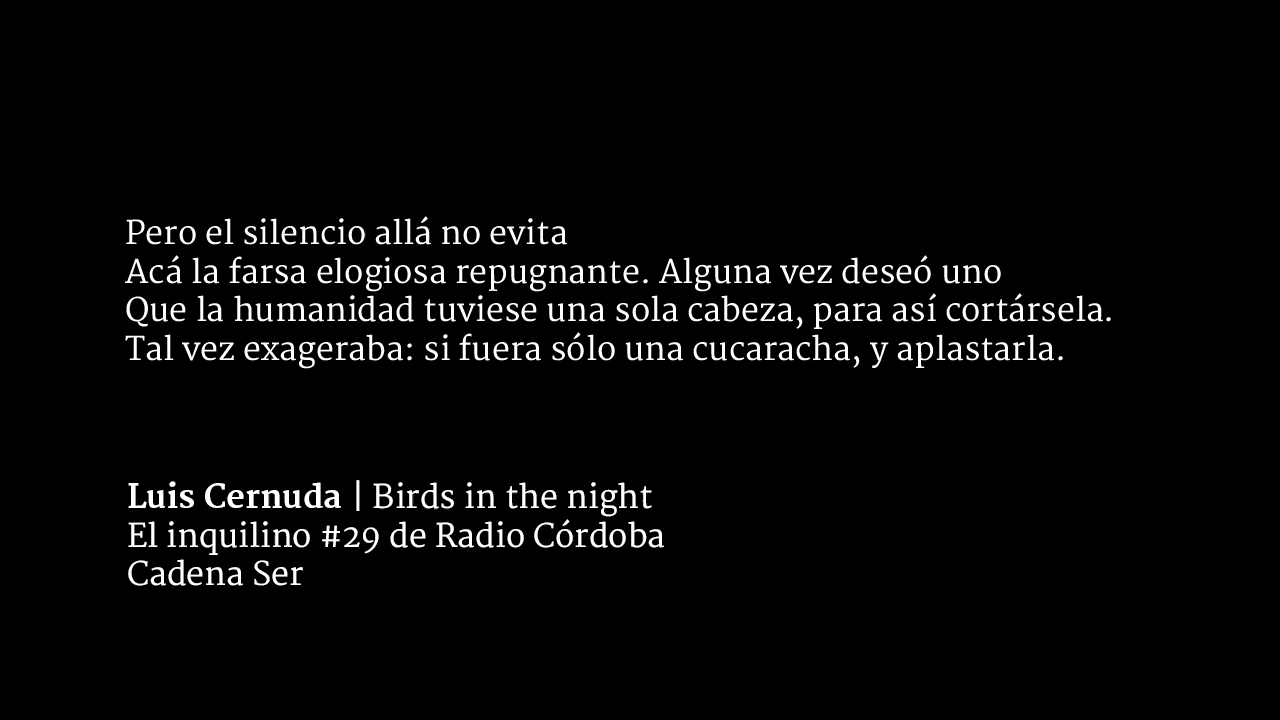 Pero el silencio allá no evita
Acá la farsa elogiosa repugnante. Alguna vez deseó uno
Que la humanidad tuviese una sola cabeza, para así cortársela.
Tal vez exageraba: si fuera sólo una cucaracha, y aplastarla.
Luis Cernuda | Birds in the night
El inquilino #29 de Radio Córdoba
Cadena Ser